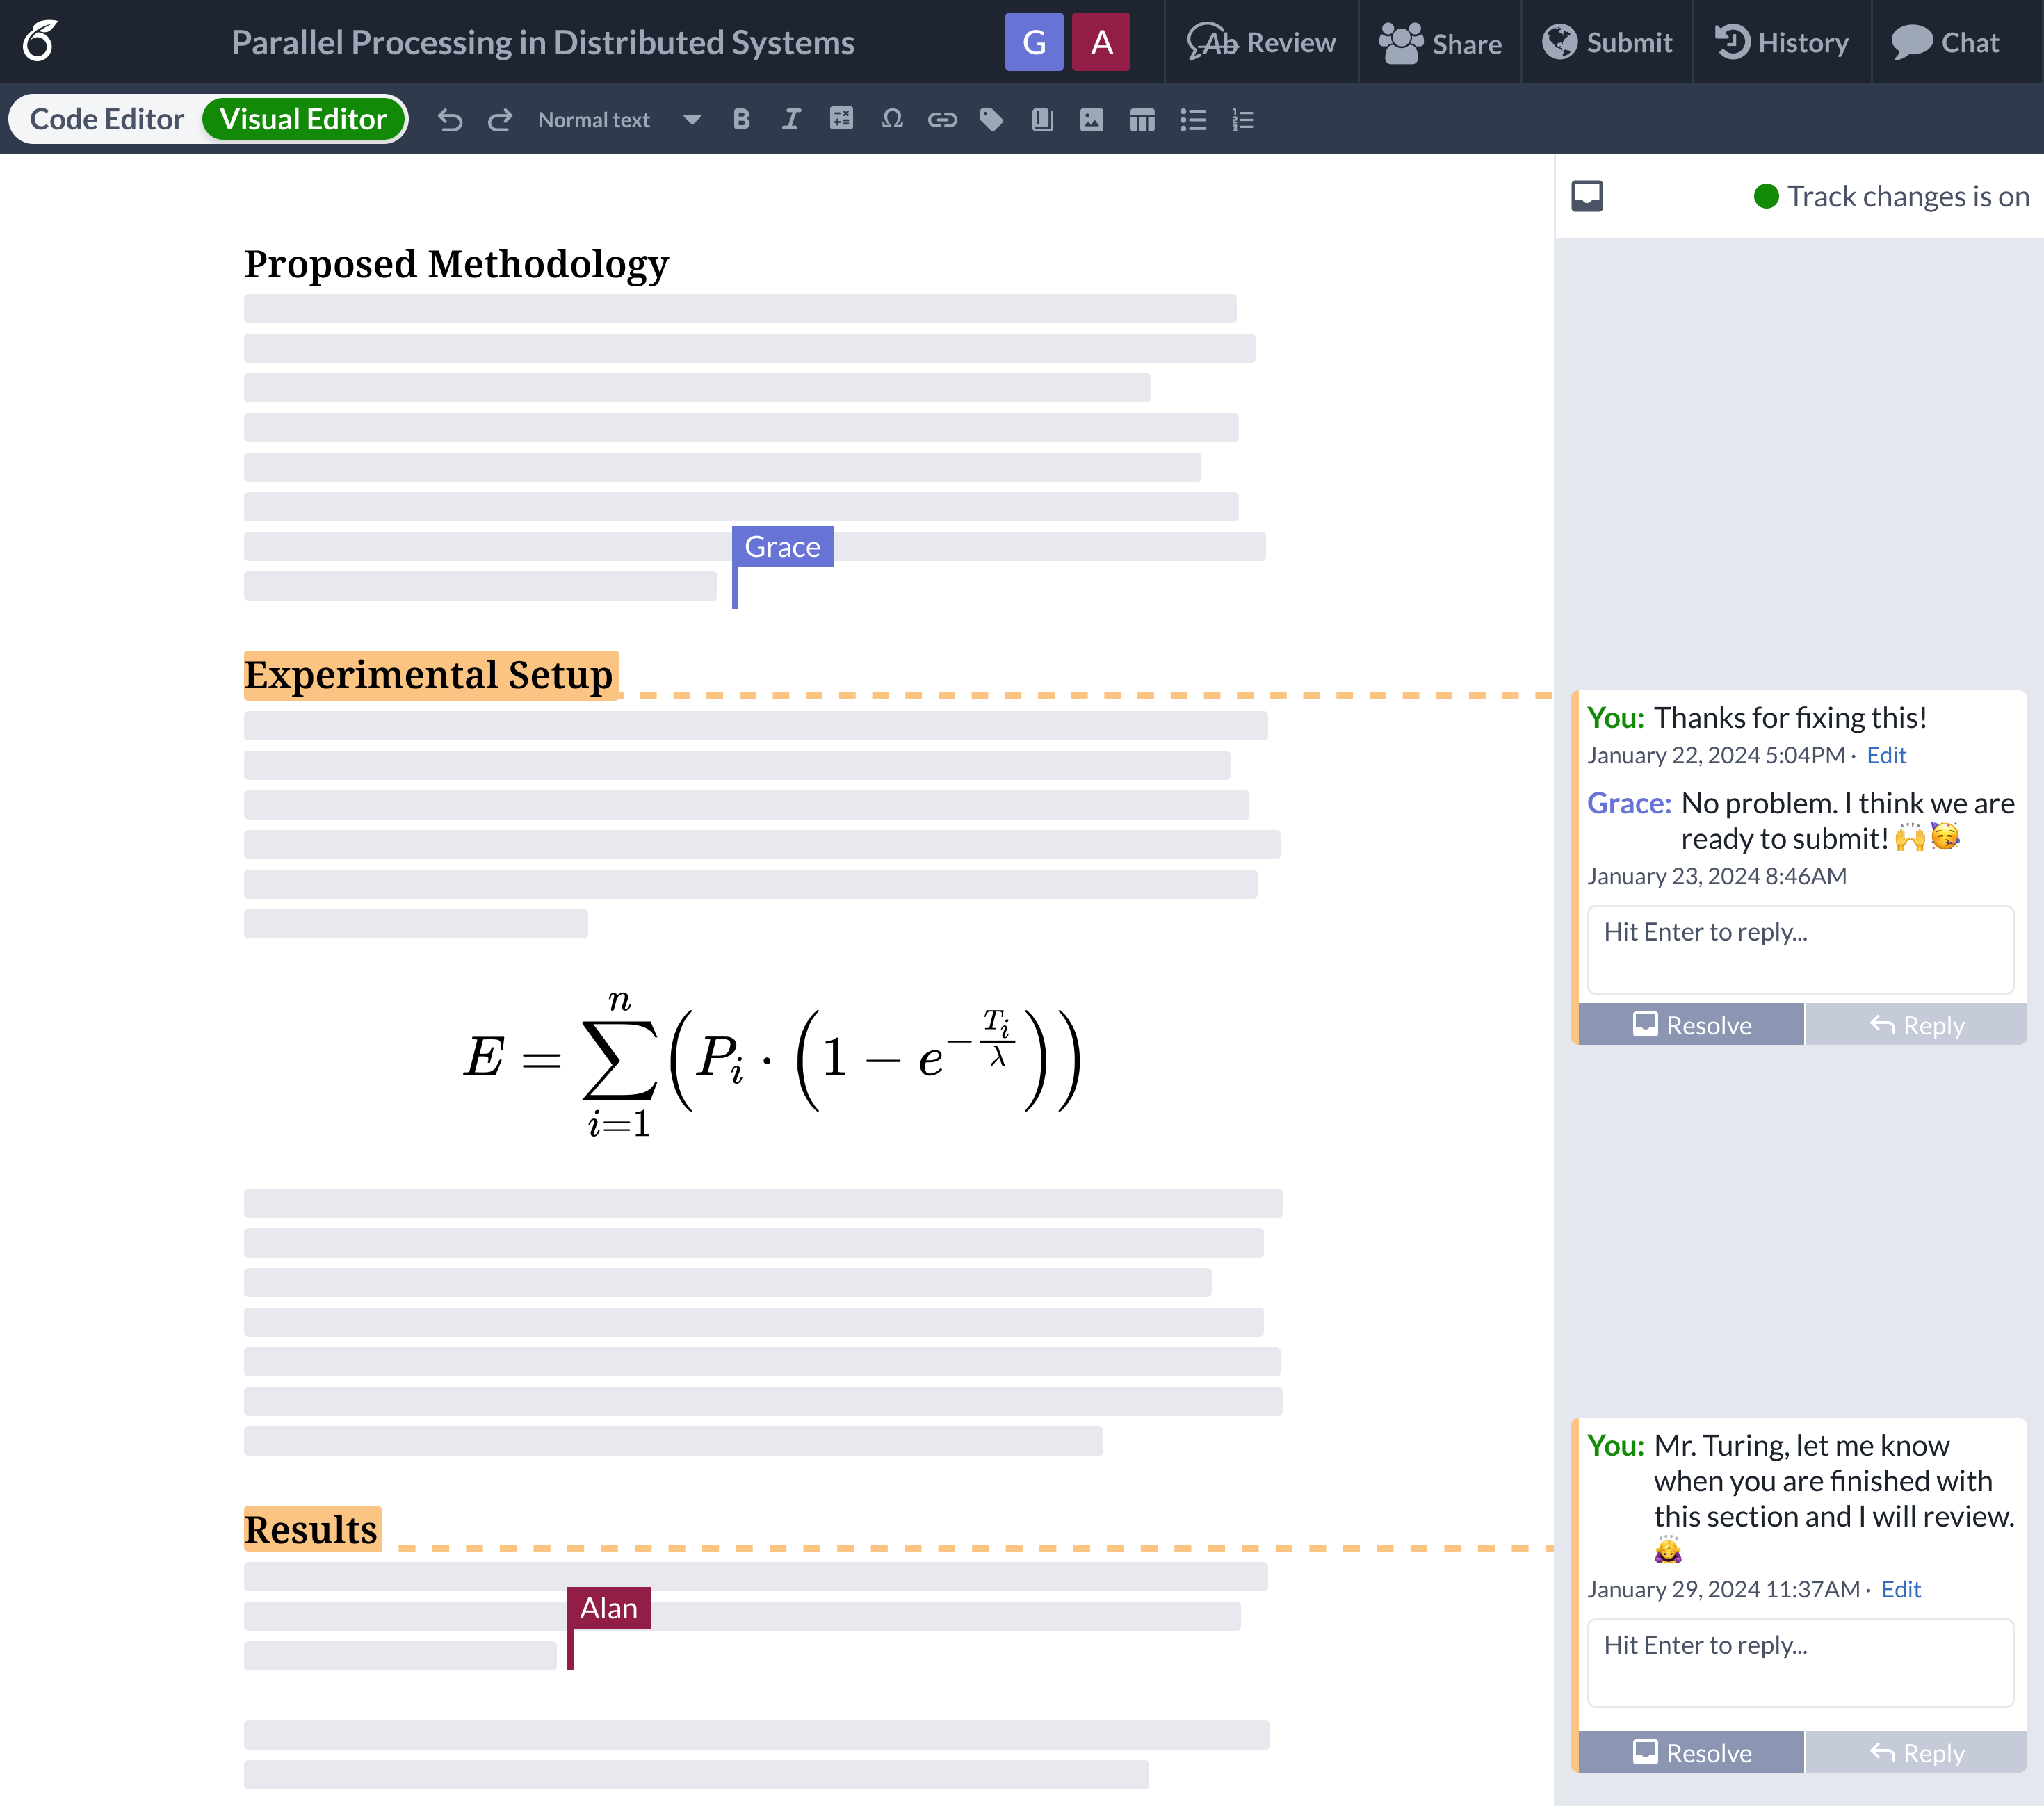 Parallel Processing in Distributed Systems
G
A
Ab Review
Share
Submit
History
Chat
Code Editor
Visual Editor
Normal text
B
I
Ω
Track changes is on
Proposed Methodology
Grace
Experimental Setup
You: Thanks for fixing this!
January 22, 2024 5:04PM · Edit
Grace: No problem. I think we are
ready to submit! 🙌🥳
January 23, 2024 8:46AM
Hit Enter to reply...
Resolve
Reply
E = \sum_{i=1}^{n} \left( P_i \cdot \left( 1 - e^{-\frac{T_i}{\lambda}} \right) \right)
You: Mr. Turing, let me know
when you are finished with
this section and I will review.
🙇‍♀️
January 29, 2024 11:37AM · Edit
Hit Enter to reply...
Resolve
Reply
Results
Alan